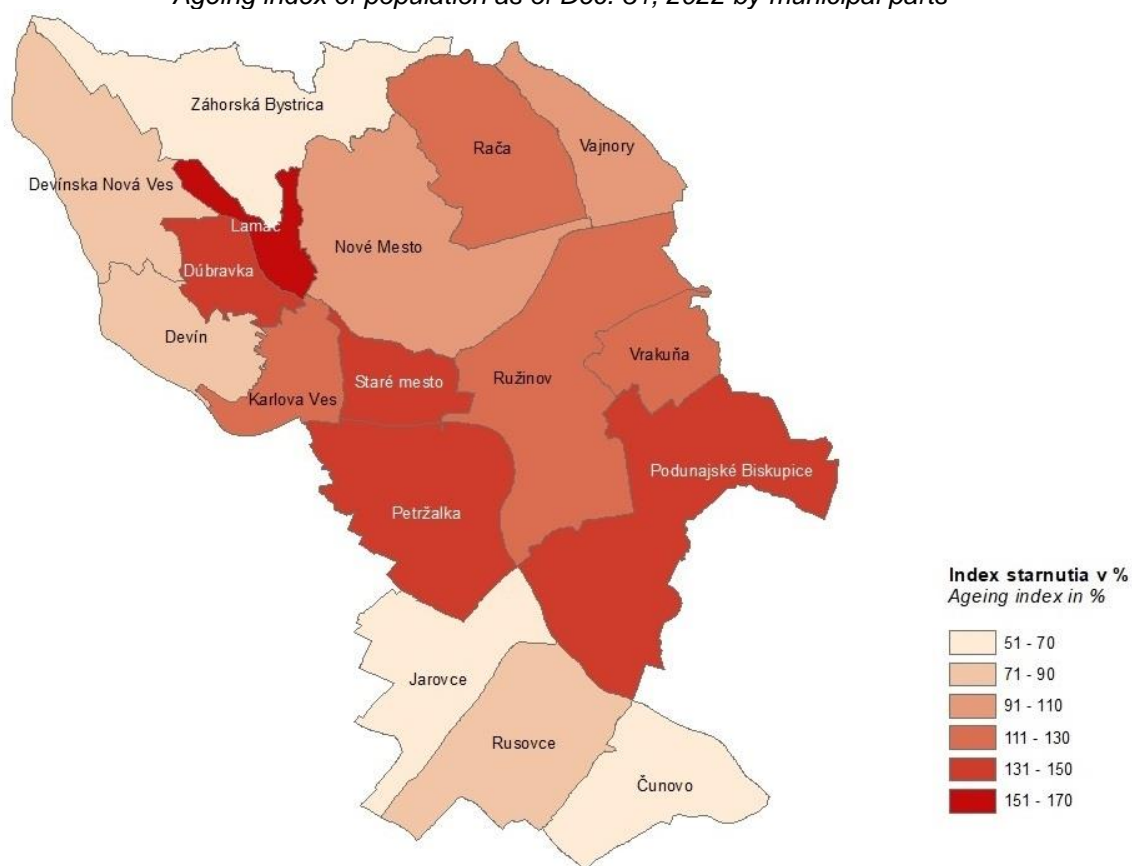 Ageing index of population as of Dec. 31, 2022 by municipal parts
Záhorská Bystrica
Rača
Vajnory
Devínska Nová Ves
Lamač
Nové Mesto
Dúbravka
Devín
Vrakuňa
Staré mesto
Ružinov
Karlova Ves
Podunajské Biskupice
Petržalka
Jarovce
Rusovce
Čunovo
Index starnutia v %
Ageing index in %
51 - 70
71 - 90
91 - 110
111 - 130
131 - 150
151 - 170